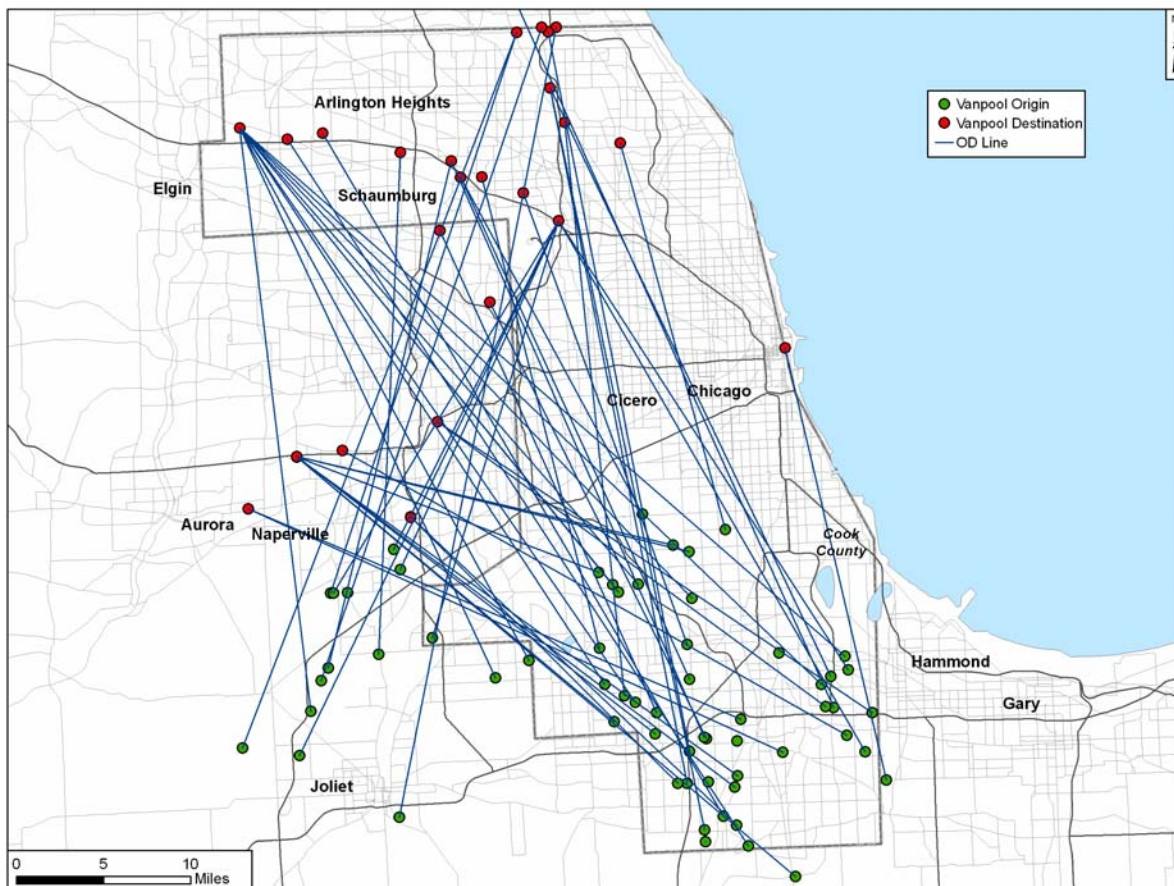 Arlington Heights
Vanpool Origin
Vanpool Destination
OD Line
Elgin
Schaumburg
Cicero
Chicago
Aurora
Naperville
Cook
County
Hammond
Gary
Joliet
0 5 10
Miles